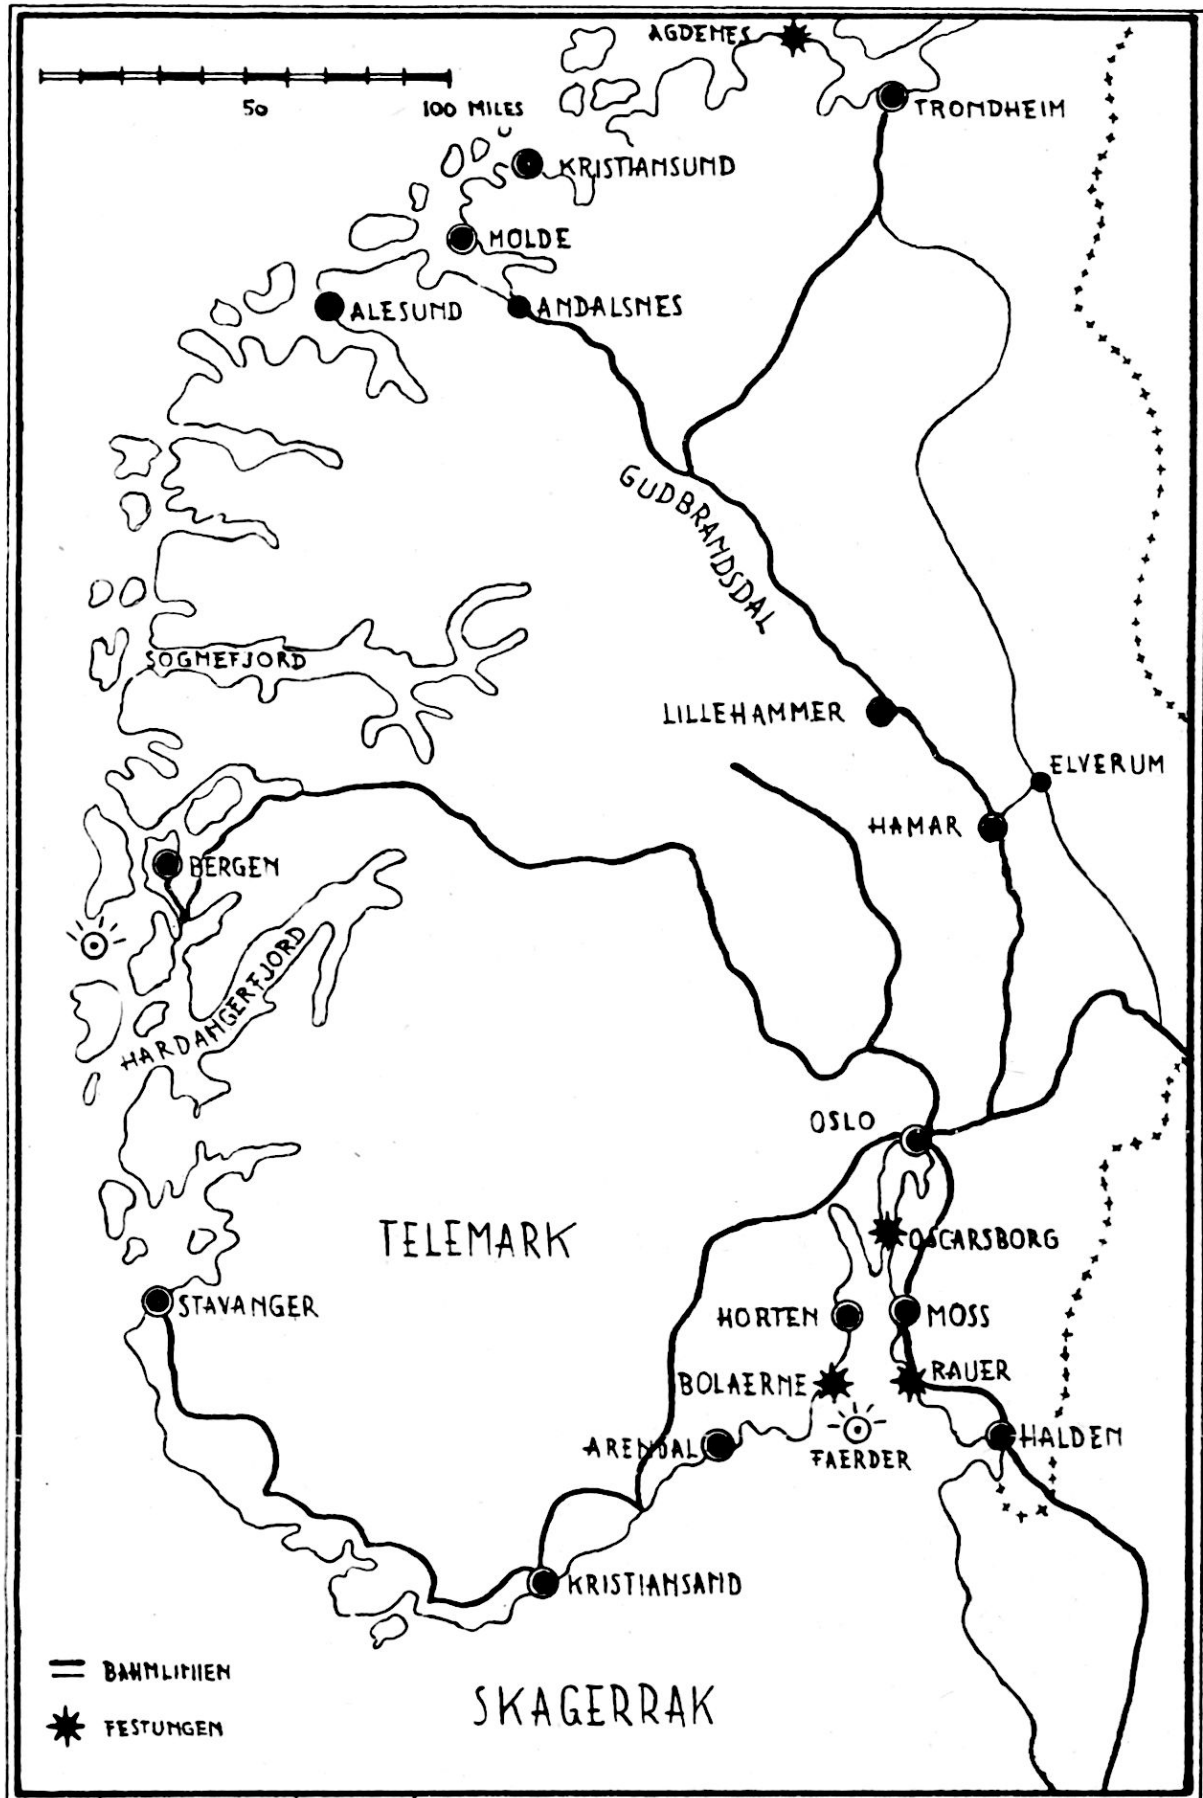 AGDENES
50
100 MILES
TRONDHEIM
KRISTIANSUND
MOLDE
ALESUND
ANDALSNES
GUDBRANDSDAL
SOGNEFJORD
LILLEHAMMER
ELVERUM
HAMAR
BERGEN
HARDANGERFJORD
OSLO
TELEMARK
OSCARSBORG
STAVANGER
HORTEN
MOSS
BOLAERNE
RAUER
ARENDAL
FAERDER
HALDEN
KRISTIANSAND
BAHNLINIEN
SKAGERRAK
FESTUNGEN